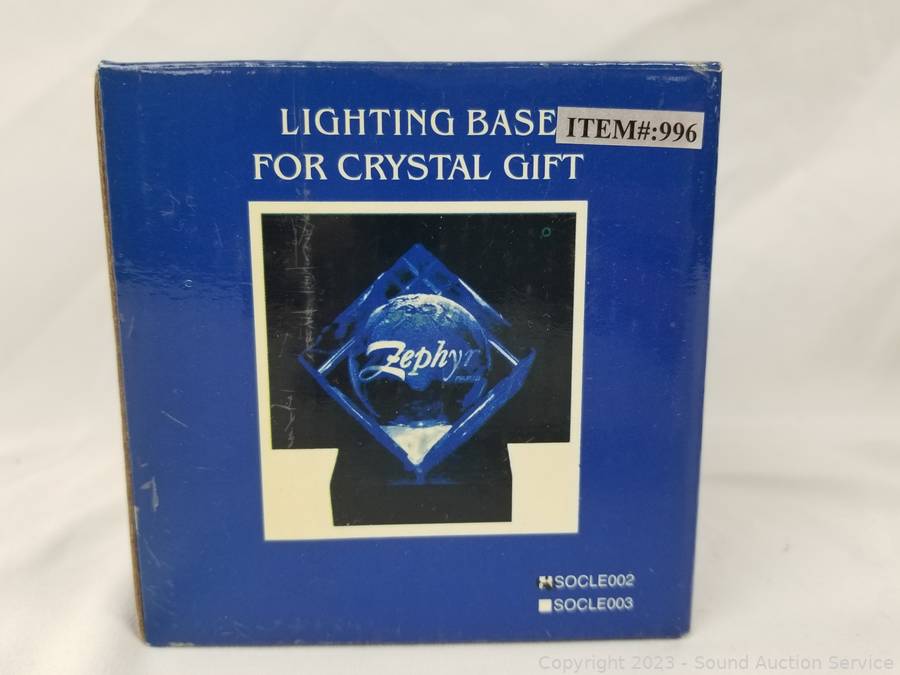 LIGHTING BASE
ITEM#:996
FOR CRYSTAL GIFT
Zephyr
SOCLE002
SOCLE003
Copyright 2023 - Sound Auction Service